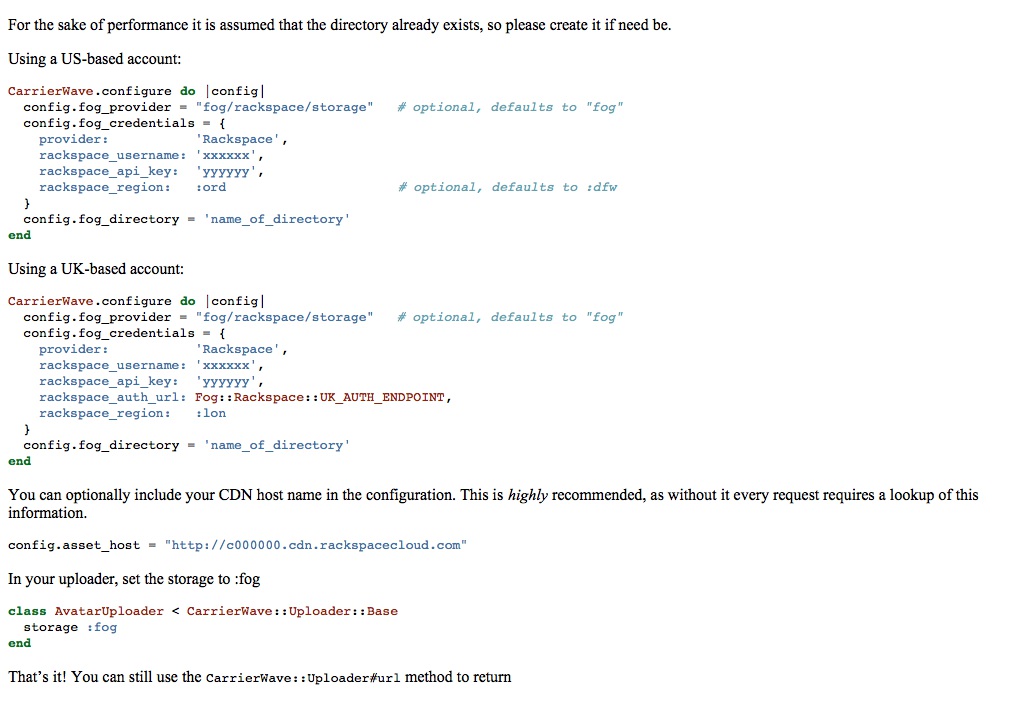 For the sake of performance it is assumed that the directory already exists, so please create it if need be.
Using a US-based account:
CarrierWave.configure do |config|
  config.fog_provider = "fog/rackspace/storage"   # optional, defaults to "fog"
  config.fog_credentials = {
    provider:           'Rackspace',
    rackspace_username: 'xxxxxx',
    rackspace_api_key:  'yyyyyy',
    rackspace_region:   :ord                      # optional, defaults to :dfw
  }
  config.fog_directory = 'name_of_directory'
end
Using a UK-based account:
CarrierWave.configure do |config|
  config.fog_provider = "fog/rackspace/storage"   # optional, defaults to "fog"
  config.fog_credentials = {
    provider:           'Rackspace',
    rackspace_username: 'xxxxxx',
    rackspace_api_key:  'yyyyyy',
    rackspace_auth_url: Fog::Rackspace::UK_AUTH_ENDPOINT,
    rackspace_region:   :lon
  }
  config.fog_directory = 'name_of_directory'
end
You can optionally include your CDN host name in the configuration. This is highly recommended, as without it every request requires a lookup of this
information.
config.asset_host = "http://c000000.cdn.rackspacecloud.com"
In your uploader, set the storage to :fog
class AvatarUploader < CarrierWave::Uploader::Base
  storage :fog
end
That’s it! You can still use the CarrierWave::Uploader#url method to return